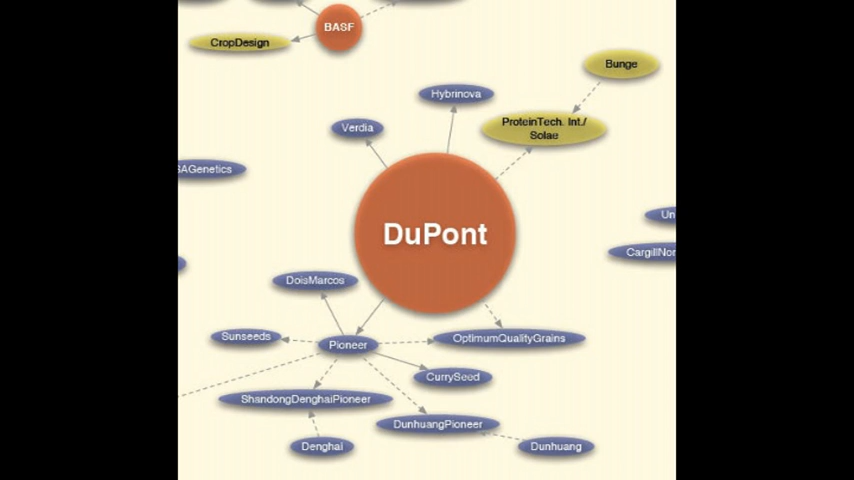 BASF
CropDesign
Bunge
Hybrinova
ProteinTech. Int./
Solae
Verdia
DuPont
DoisMarcos
Sunseeds
Pioneer
OptimumQualityGrains
CurrySeed
ShandongDenghaiPioneer
DunhuangPioneer
Denghai
Dunhuang